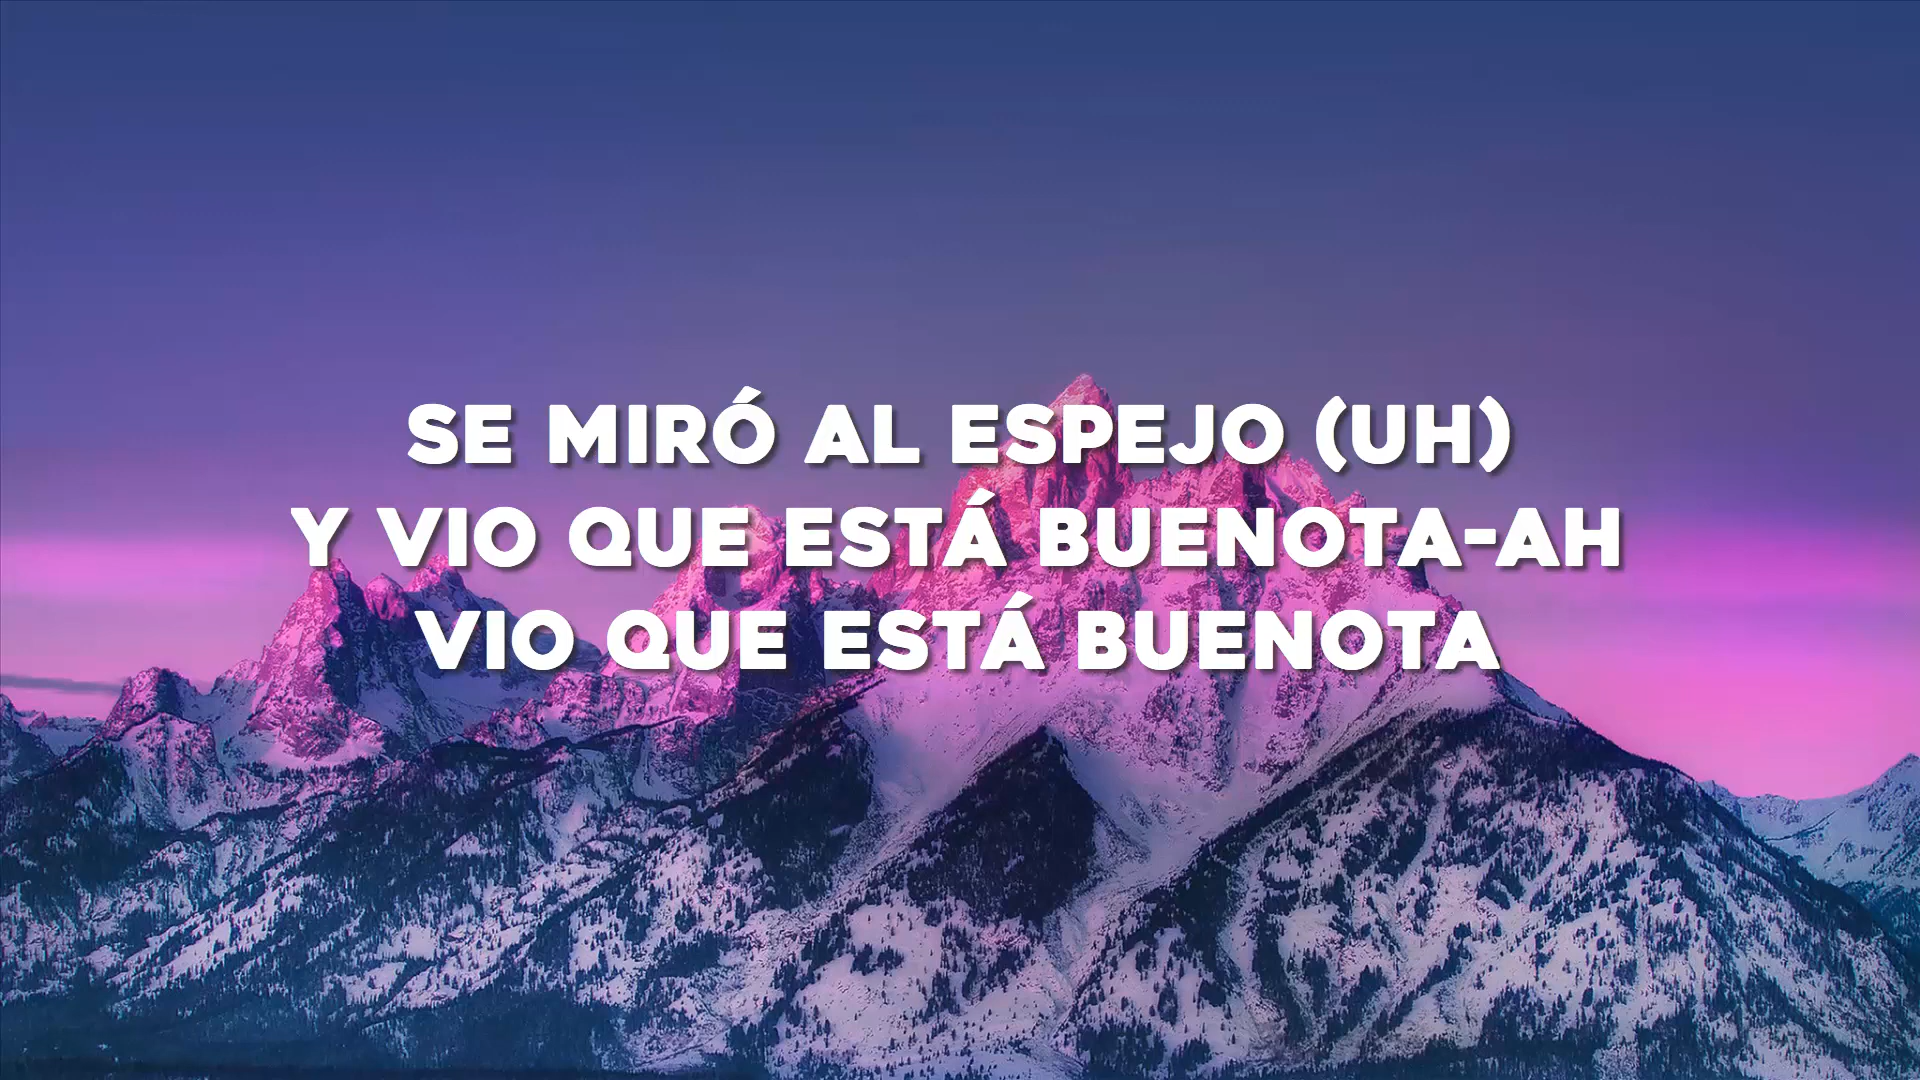 SE MIRÓ AL ESPEJO (UH)
Y VIO QUE ESTÁ BUENOTA-AH
VIO QUE ESTÁ BUENOTA